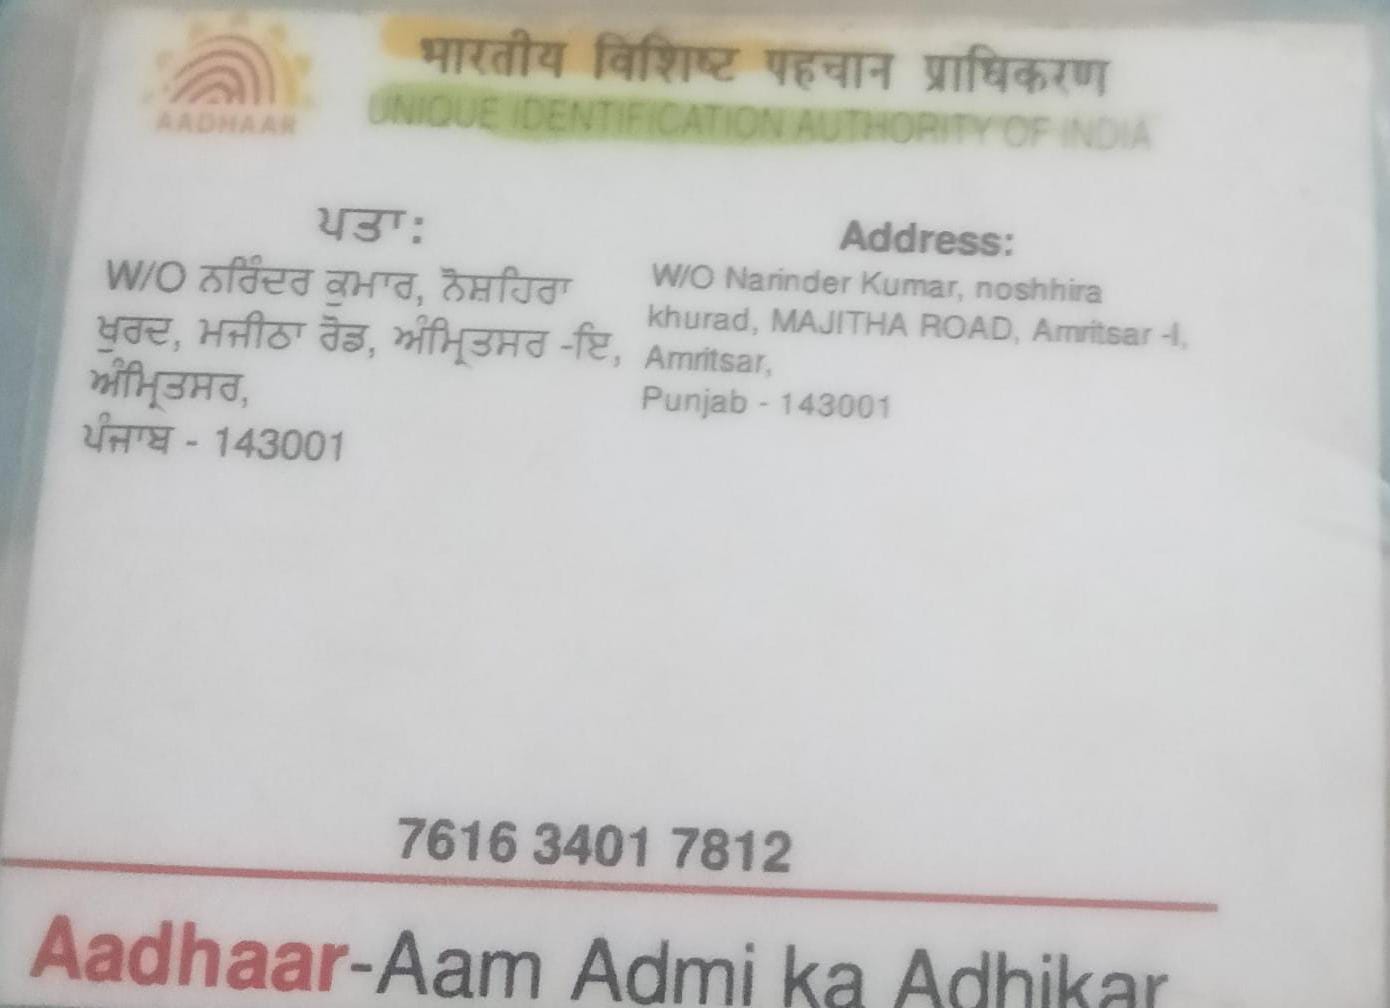 AADHAAR
भारतीय विशिष्ट पहचान प्राधिकरण
UNIQUE IDENTIFICATION AUTHORITY OF INDIA
ਪਤਾ:
W/O ਨਰਿੰਦਰ ਕੁਮਾਰ, ਨੋਸ਼ਹਿਰਾ
ਖੁਰਦ, ਮਜੀਠਾ ਰੋਡ, ਅੰਮ੍ਰਿਤਸਰ -ਇ,
ਅੰਮ੍ਰਿਤਸਰ,
ਪੰਜਾਬ - 143001
Address:
W/O Narinder Kumar, noshhira
khurad, MAJITHA ROAD, Amritsar -I,
Amritsar,
Punjab - 143001
7616 3401 7812
Aadhaar-Aam Admi ka Adhikar